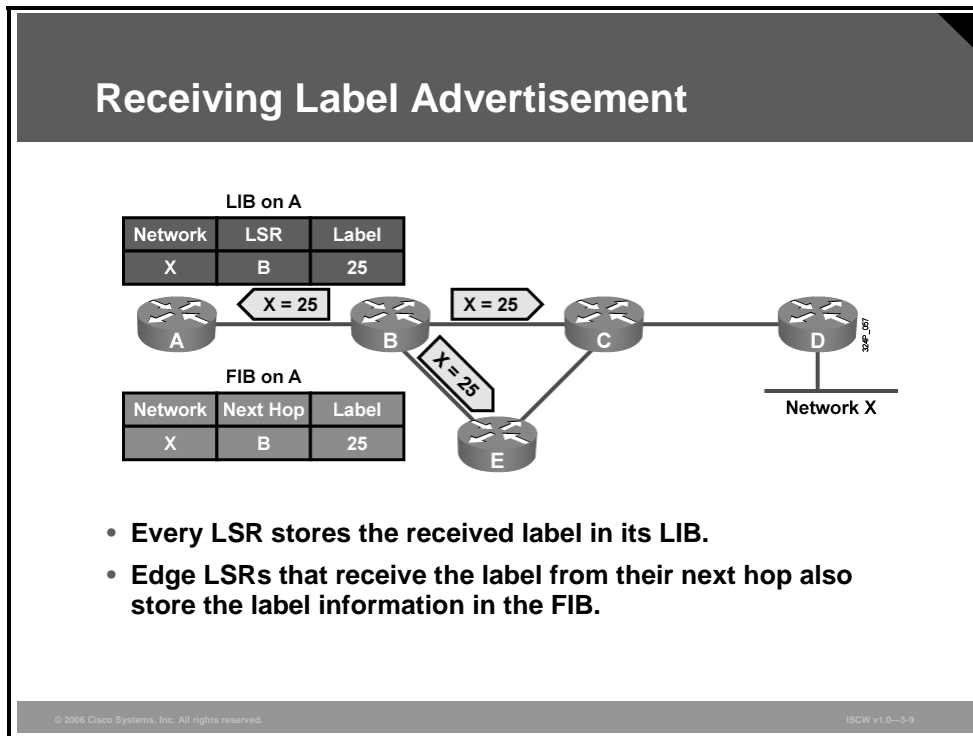 Receiving Label Advertisement
LIB on A
Network LSR Label
X B 25
X = 25
X = 25
A
B
C
D
324P_057
X = 25
FIB on A
Network Next Hop Label
X B 25
Network X
E
• Every LSR stores the received label in its LIB.
• Edge LSRs that receive the label from their next hop also
store the label information in the FIB.
© 2006 Cisco Systems, Inc. All rights reserved.
ISCW v1.0—3-9